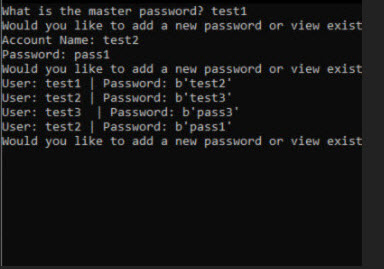 What is the master password? test1
Would you like to add a new password or view exist
Account Name: test2
Password: pass1
Would you like to add a new password or view exist
User: test1 | Password: b'test2'
User: test2 | Password: b'test3'
User: test3  | Password: b'pass3'
User: test2 | Password: b'pass1'
Would you like to add a new password or view exist